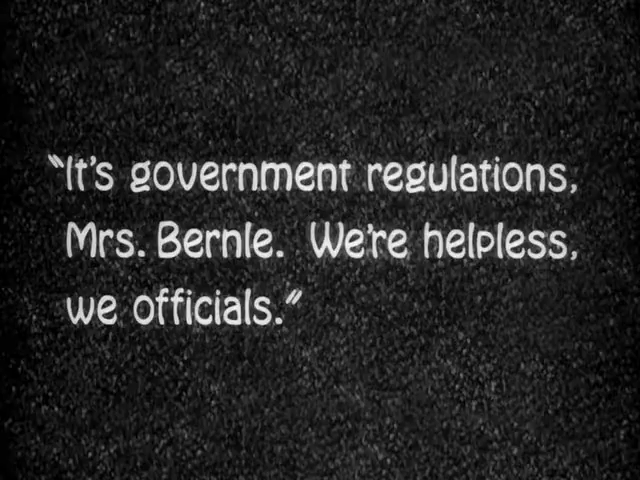 "It's government regulations,
Mrs. Bernle. We're helpless,
we officials."